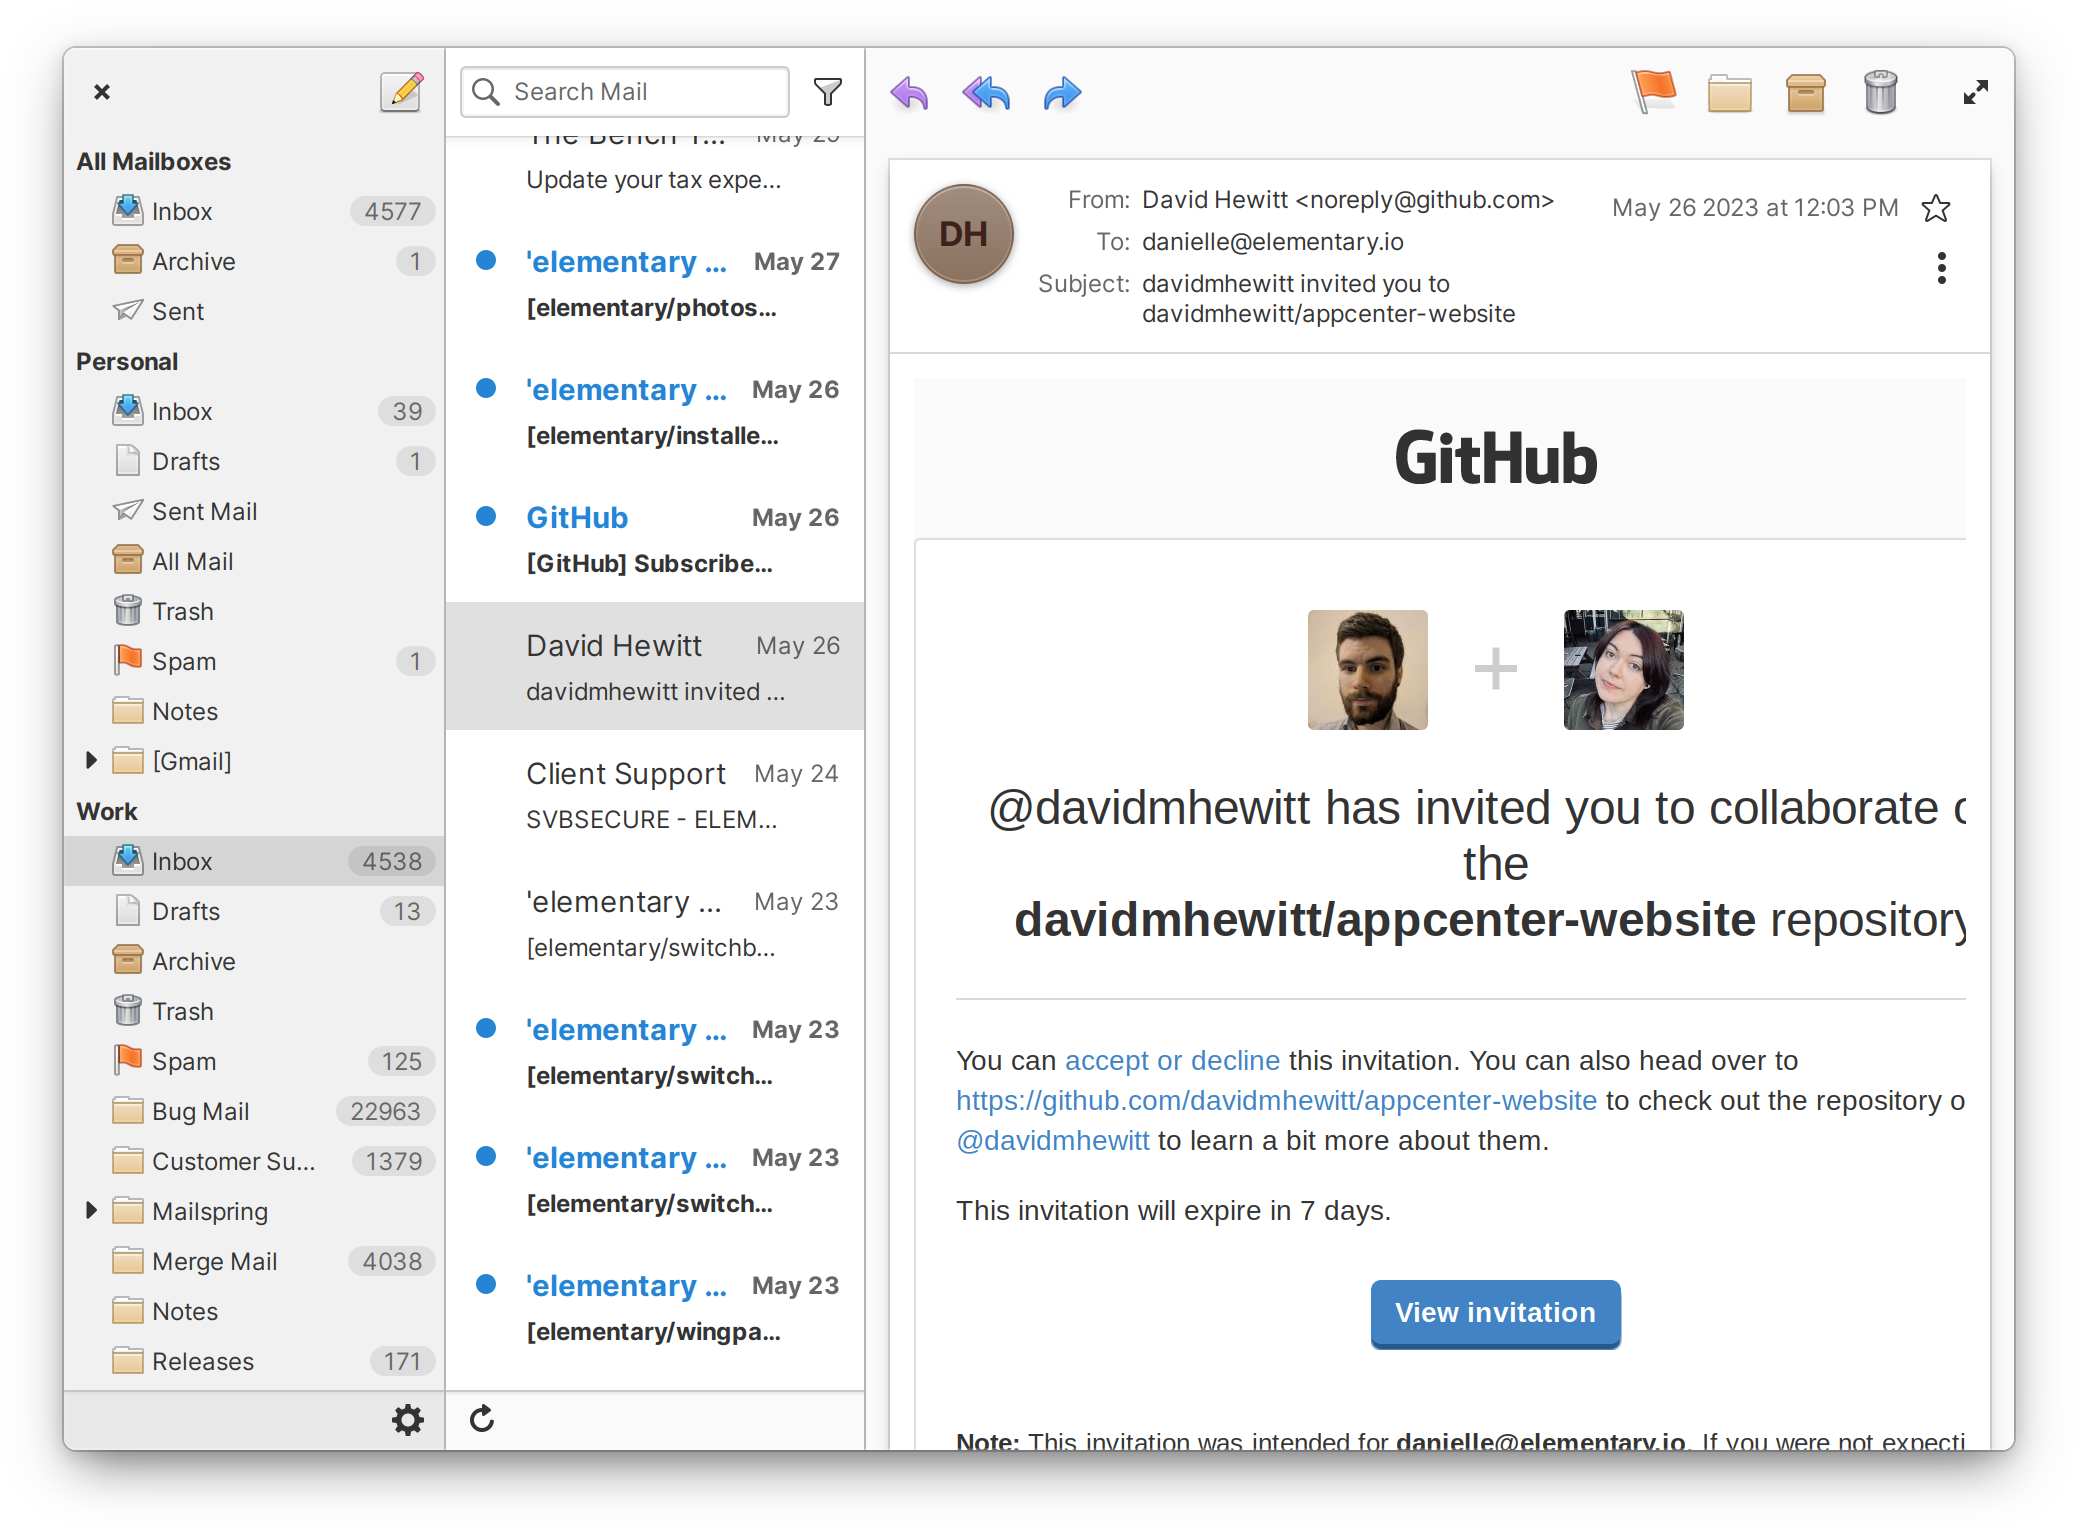 All Mailboxes
Inbox 4577
Archive 1
Sent
Personal
Inbox 39
Drafts 1
Sent Mail
All Mail
Trash
Spam 1
Notes
[Gmail]
Work
Inbox 4538
Drafts 13
Archive
Trash
Spam 125
Bug Mail 22963
Customer Su... 1379
Mailspring
Merge Mail 4038
Notes
Releases 171
Search Mail
The Bench T... May 25
Update your tax expe...
'elementary ... May 27
[elementary/photos...
'elementary ... May 26
[elementary/installe...
GitHub May 26
[GitHub] Subscribe...
David Hewitt May 26
davidmhewitt invited ...
Client Support May 24
SVBSECURE - ELEM...
'elementary ... May 23
[elementary/switchb...
'elementary ... May 23
[elementary/switch...
'elementary ... May 23
[elementary/switch...
'elementary ... May 23
[elementary/wingpa...
DH
From: David Hewitt <noreply@github.com>
May 26 2023 at 12:03 PM
To: danielle@elementary.io
Subject: davidmhewitt invited you to
davidmhewitt/appcenter-website
GitHub
@davidmhewitt has invited you to collaborate
the
davidmhewitt/appcenter-website repository
You can accept or decline this invitation. You can also head over to
https://github.com/davidmhewitt/appcenter-website to check out the repository o
@davidmhewitt to learn a bit more about them.
This invitation will expire in 7 days.
View invitation
Note: This invitation was intended for danielle@elementary.io. If you were not expecti